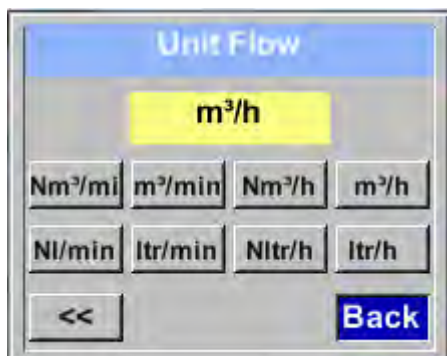 Unit Flow
m³/h
Nm³/mi m³/min Nm³/h m³/h
Nl/min ltr/min Nltr/h ltr/h
<< Back